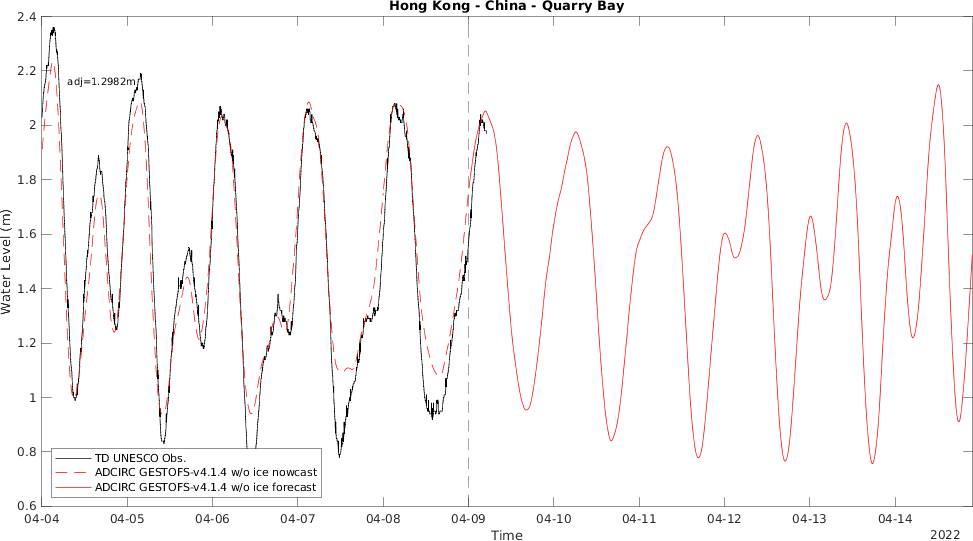 Hong Kong - China - Quarry Bay
2.4
adj=1.2982m
2.2
2
1.8
1.6
1.4
1.2
1
0.8
0.6
Water Level (m)
TD UNESCO Obs.
ADCIRC GESTOFS-v4.1.4 w/o ice nowcast
ADCIRC GESTOFS-v4.1.4 w/o ice forecast
04-04 04-05 04-06 04-07 04-08 04-09 04-10 04-11 04-12 04-13 04-14
Time
2022